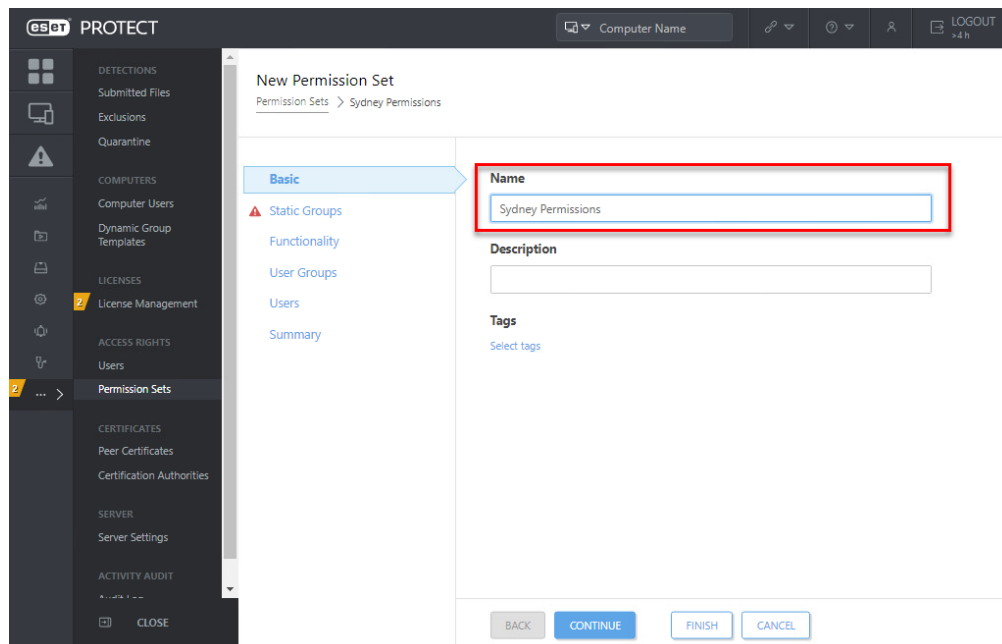 eset PROTECT
Computer Name
LOGOUT
>4 h
DETECTIONS
Submitted Files
Exclusions
Quarantine
COMPUTERS
Computer Users
Dynamic Group
Templates
LICENSES
2 License Management
ACCESS RIGHTS
Users
2 ... > Permission Sets
CERTIFICATES
Peer Certificates
Certification Authorities
SERVER
Server Settings
ACTIVITY AUDIT
Audit Log
CLOSE
New Permission Set
Permission Sets > Sydney Permissions
Basic
Static Groups
Functionality
User Groups
Users
Summary
Name
Sydney Permissions
Description
Tags
Select tags
BACK CONTINUE FINISH CANCEL